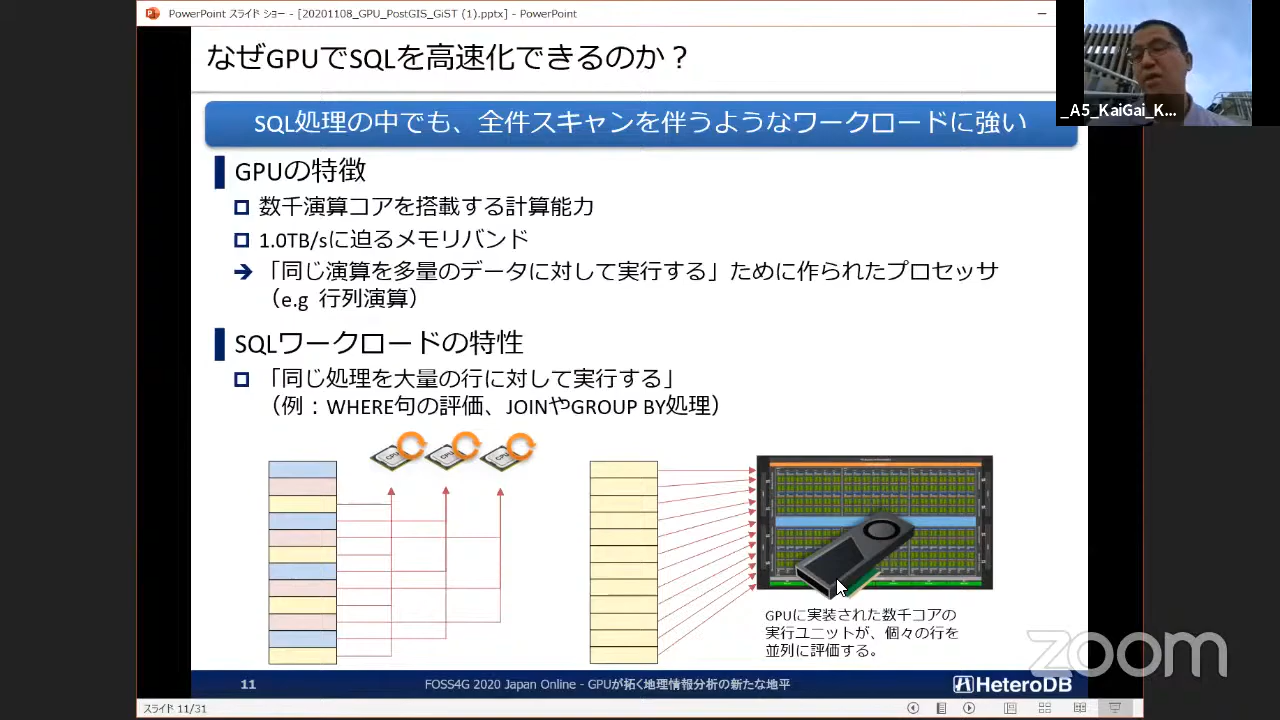 PowerPoint スライド ショー - [20201108_GPU_PostGIS_GiST (1).pptx] - PowerPoint
なぜGPUでSQLを高速化できるのか？
_A5_KaiGai_K...
SQL処理の中でも、全件スキャンを伴うようなワークロードに強い
GPUの特徴
数千演算コアを搭載する計算能力
1.0TB/sに迫るメモリバンド
➔ 「同じ演算を多量のデータに対して実行する」ために作られたプロセッサ
（e.g 行列演算）
SQLワークロードの特性
「同じ処理を大量の行に対して実行する」
（例：WHERE句の評価、JOINやGROUP BY処理）
CPU CPU CPU
GPUに実装された数千コアの
実行ユニットが、個々の行を
並列に評価する。
zoom
11
FOSS4G 2020 Japan Online - GPUが拓く地理情報分析の新たな地平
HeteroDB
スライド 11/31